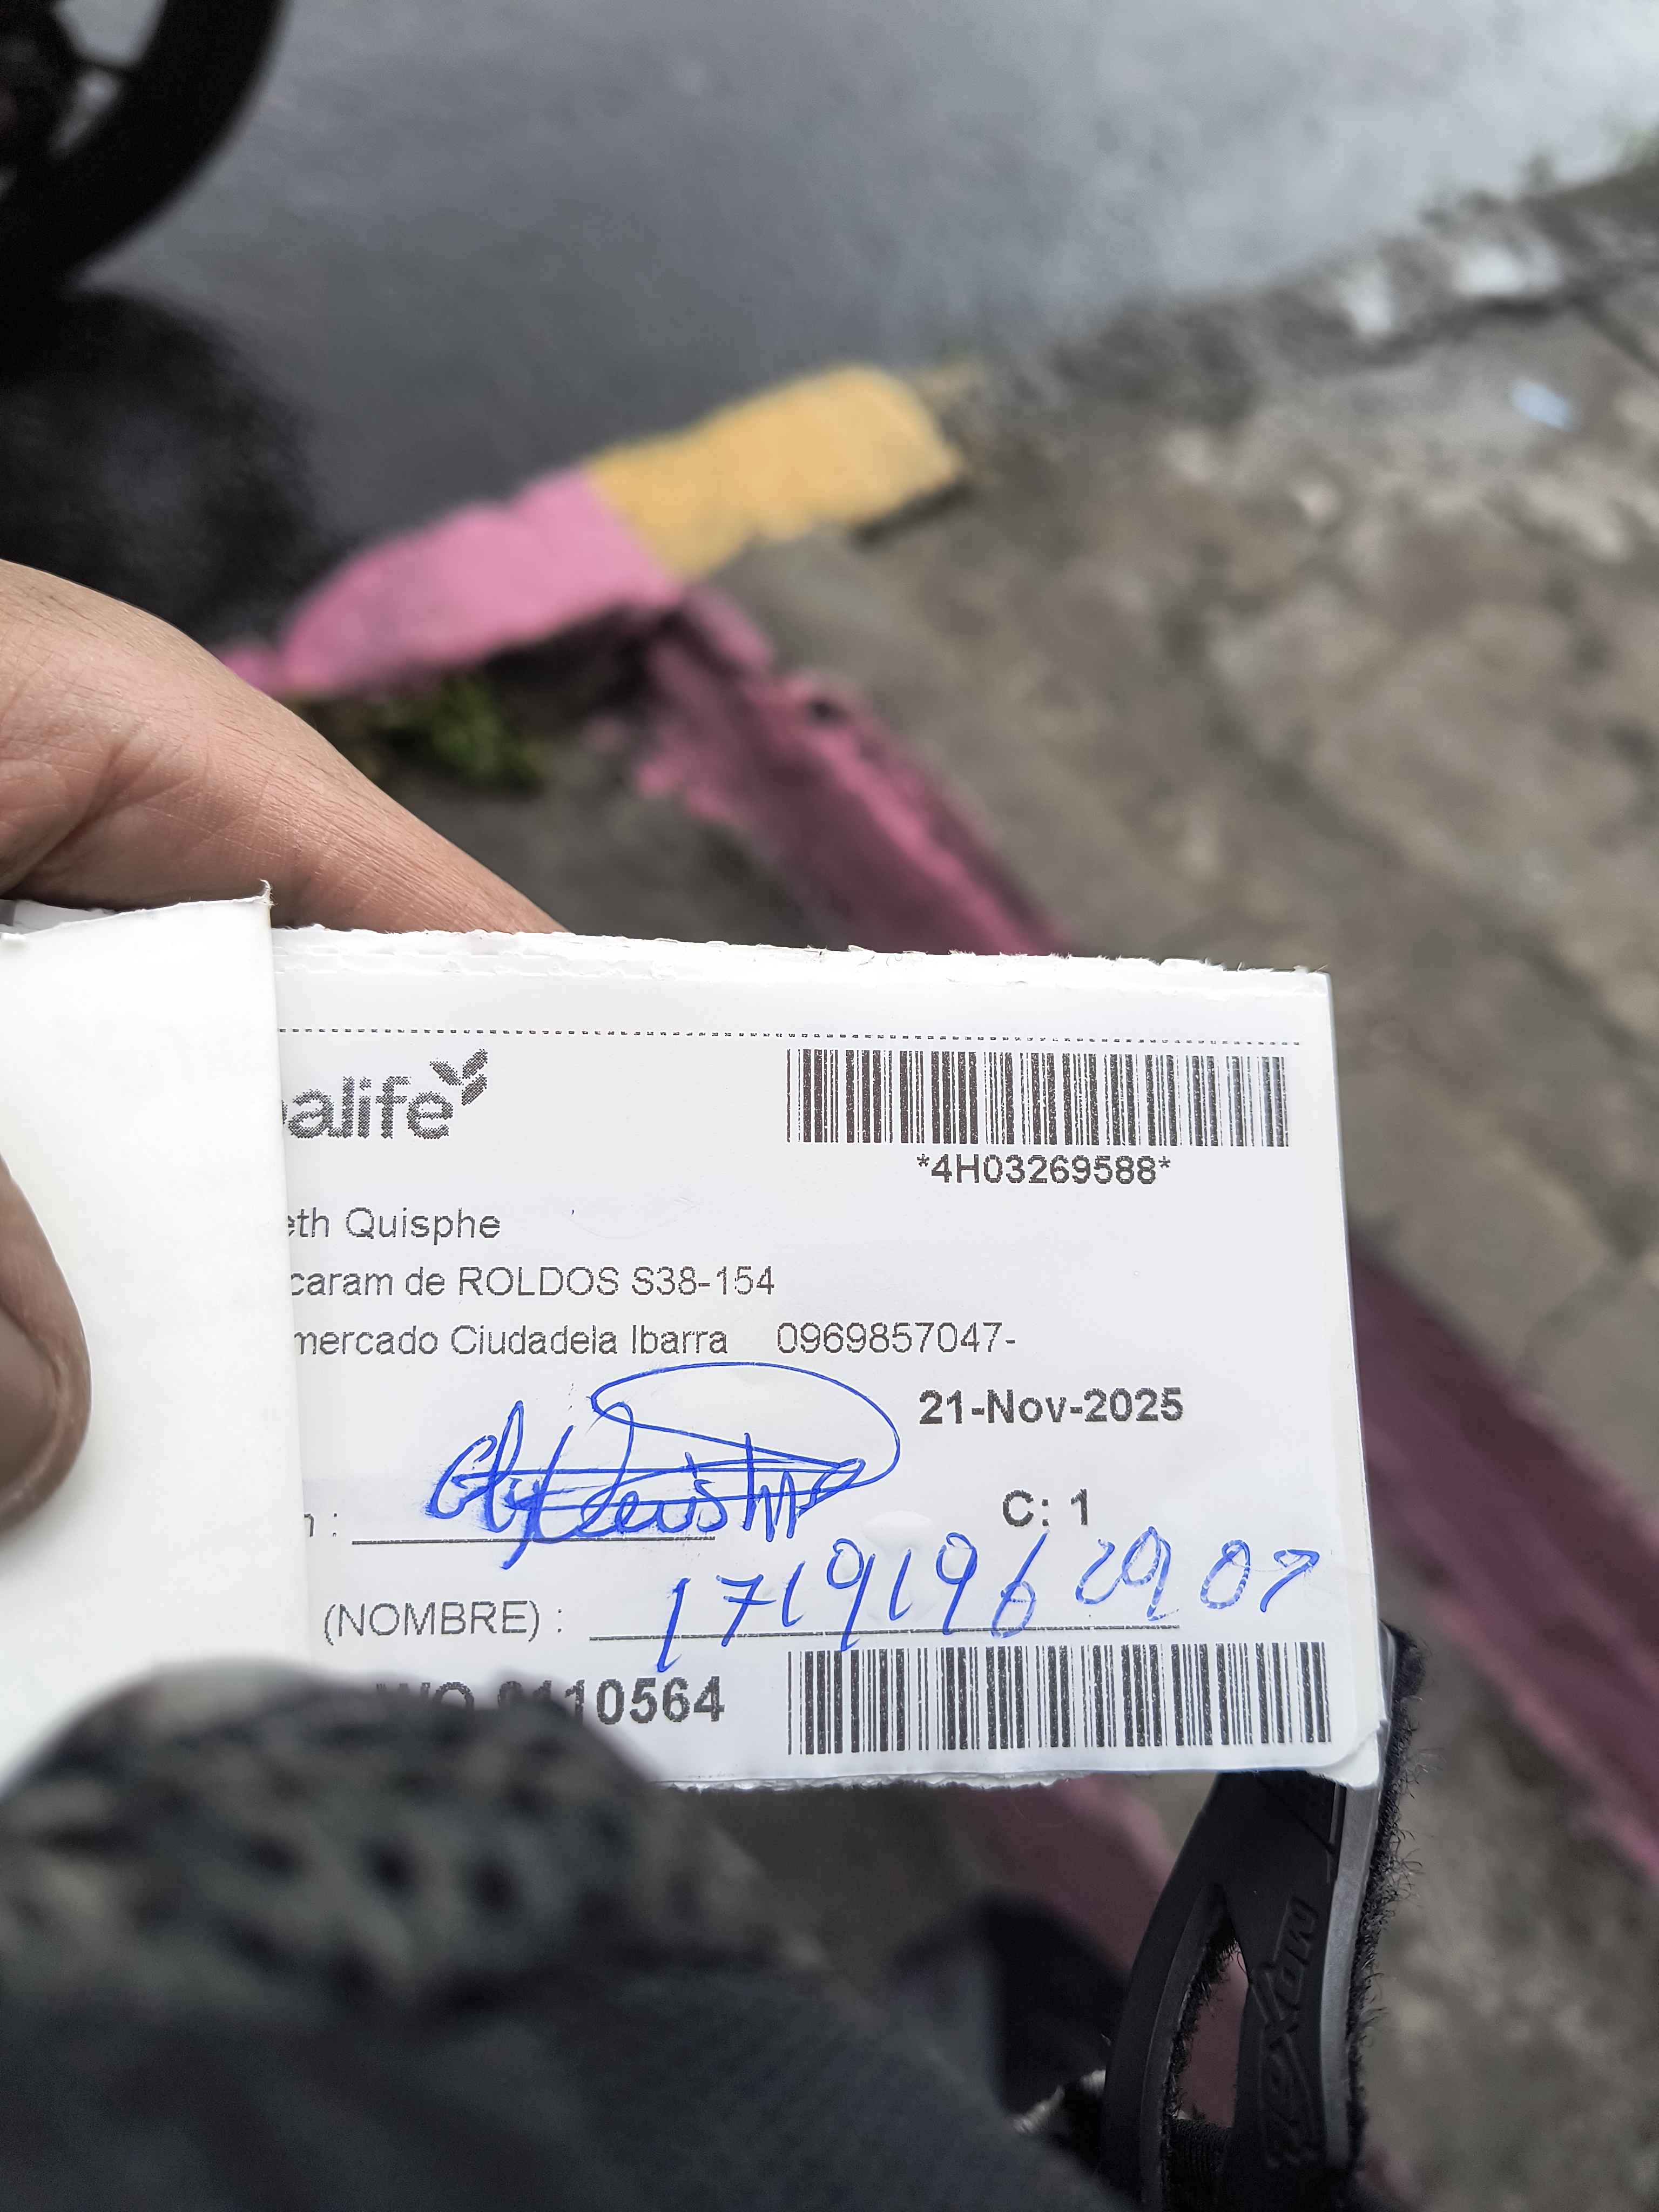 alife
*4H03269588*
eth Quisphe
caram de ROLDOS S38-154
mercado Ciudadela Ibarra 0969857047-
21-Nov-2025
C: 1
(NOMBRE) :
110564
MOXƎN